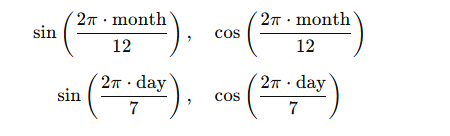 sin(2π · month / 12), cos(2π · month / 12)
sin(2π · day / 7), cos(2π · day / 7)